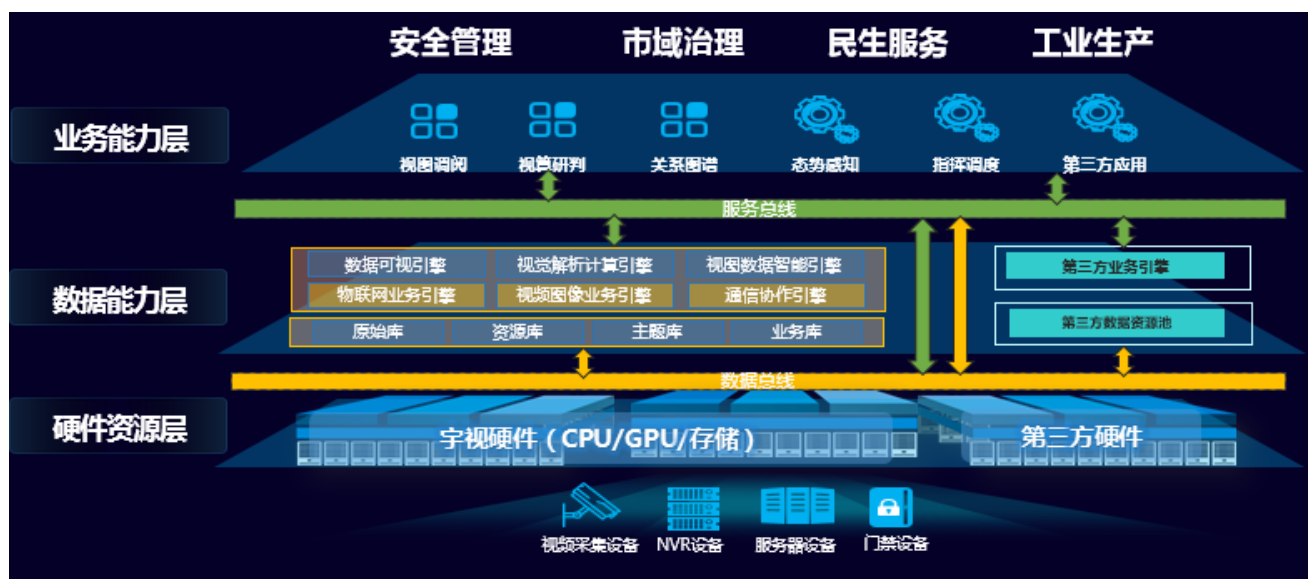 安全管理 市域治理 民生服务 工业生产
业务能力层
视图调阅 视算研判 关系图谱 态势感知 指挥调度 第三方应用
服务总线
数据可视引擎 视觉解析计算引擎 视图数据智能引擎 第三方业务引擎
数据能力层
物联网业务引擎 视频图像业务引擎 通信协作引擎
原始库 资源库 主题库 业务库 第三方数据资源池
数据总线
硬件资源层
宇视硬件（CPU/GPU/存储） 第三方硬件
视频采集设备 NVR设备 服务器设备 门禁设备